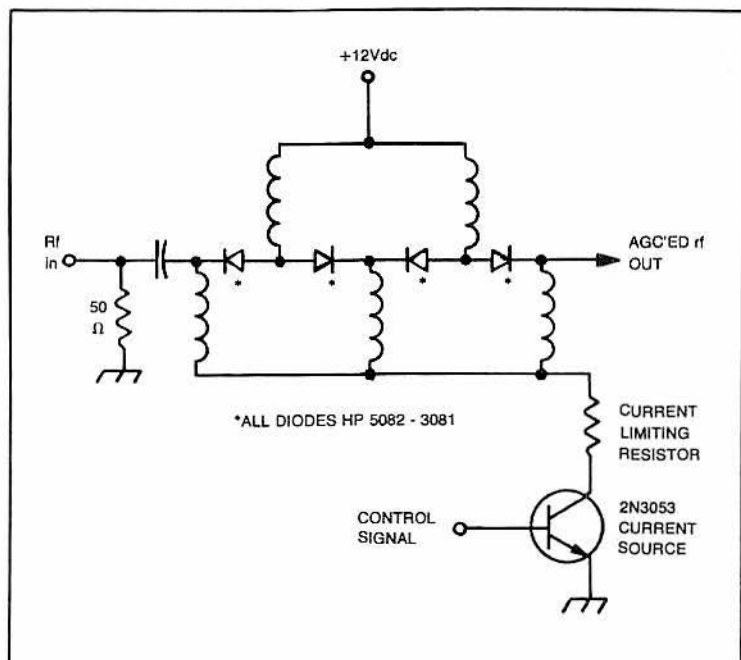 +12Vdc
Rf
in
AGC'ED rf
OUT
50
Ω
*
*
*
*
*ALL DIODES HP 5082 - 3081
CURRENT
LIMITING
RESISTOR
CONTROL
SIGNAL
2N3053
CURRENT
SOURCE